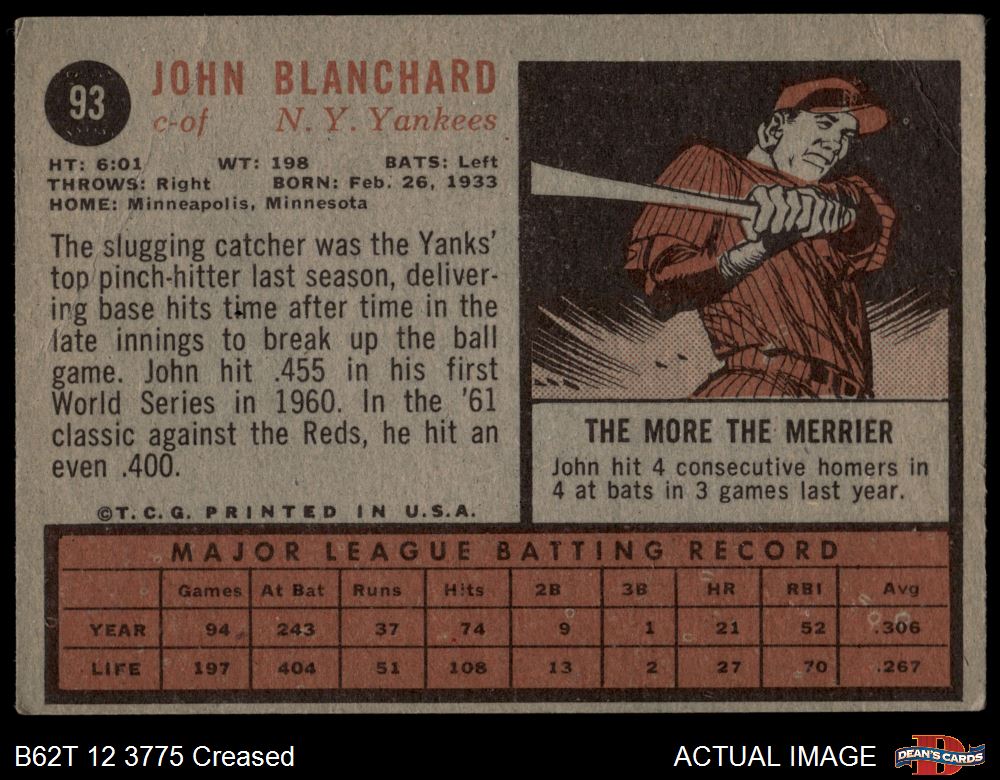 93
JOHN BLANCHARD
c-of N. Y. Yankees
HT: 6:01 WT: 198 BATS: Left
THROWS: Right BORN: Feb. 26, 1933
HOME: Minneapolis, Minnesota
The slugging catcher was the Yanks'
top pinch-hitter last season, deliver-
ing base hits time after time in the
late innings to break up the ball
game. John hit .455 in his first
World Series in 1960. In the '61
classic against the Reds, he hit an
even .400.
©T.C.G. PRINTED IN U.S.A.
THE MORE THE MERRIER
John hit 4 consecutive homers in
4 at bats in 3 games last year.
MAJOR LEAGUE BATTING RECORD
Games At Bat Runs Hits 2B 3B HR RBI Avg
YEAR 94 243 37 74 9 1 21 52 .306
LIFE 197 404 51 108 13 2 27 70 .267
B62T 12 3775 Creased
ACTUAL IMAGE
DEAN'S CARDS